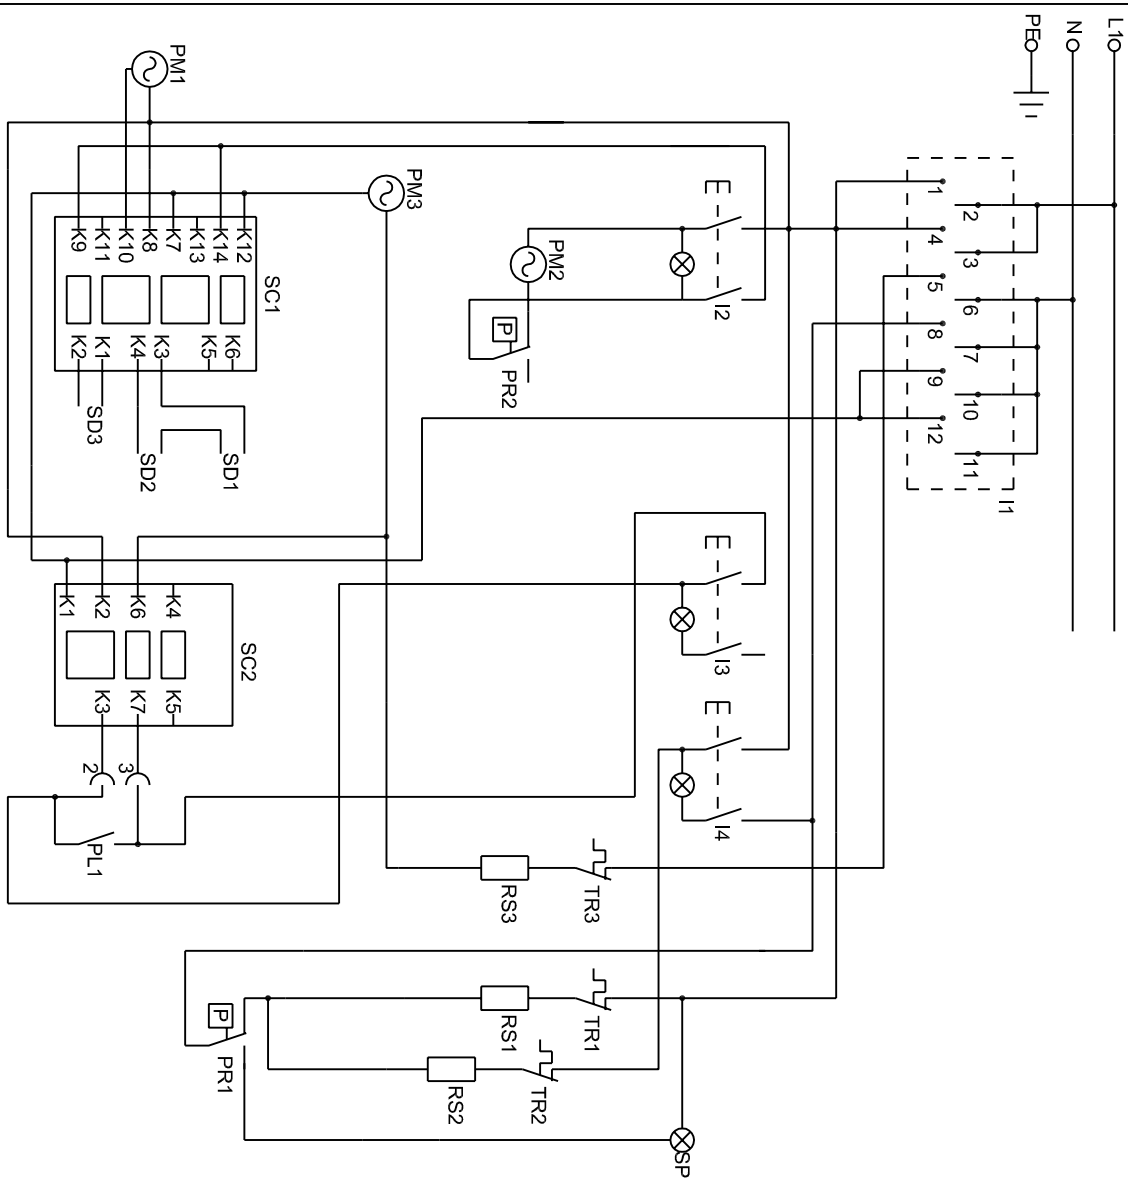 L1
N
PE
PM1
PM3
PM2
1
2
4
3
5
6
8
7
9
10
12
11
I1
I2
P
PR2
K9
K11
K10
K8
K7
K13
K14
K12
SC1
K2
K1
K4
K3
K5
K6
SD3
SD2
SD1
K1
K2
K6
K4
SC2
K3
K7
K5
2
3
PL1
I3
I4
TR3
RS3
TR1
RS1
TR2
RS2
P
PR1
SP